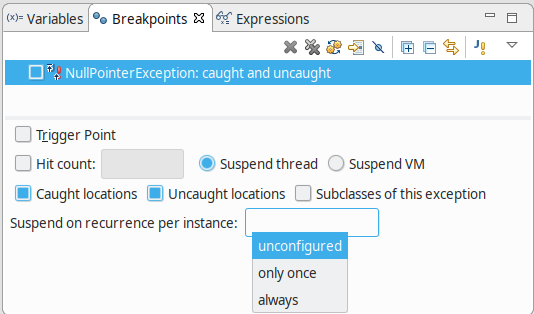 (x)= Variables Breakpoints Expressions
NullPointerException: caught and uncaught
Trigger Point
Hit count: Suspend thread Suspend VM
Caught locations Uncaught locations Subclasses of this exception
Suspend on recurrence per instance:
unconfigured
only once
always